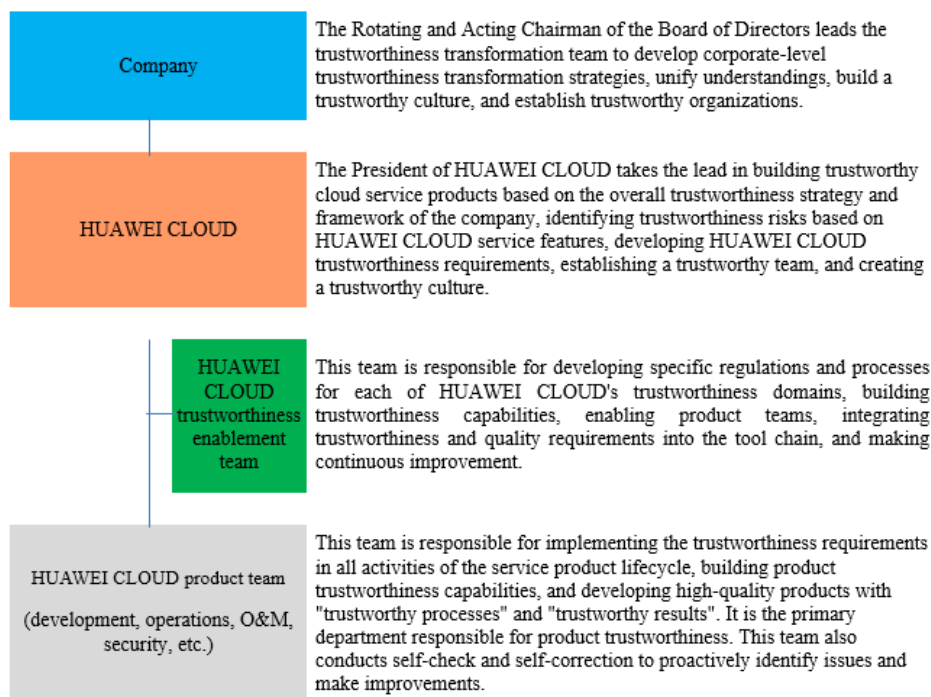 Company
The Rotating and Acting Chairman of the Board of Directors leads the
trustworthiness transformation team to develop corporate-level
trustworthiness transformation strategies, unify understandings, build a
trustworthy culture, and establish trustworthy organizations.
HUAWEI CLOUD
The President of HUAWEI CLOUD takes the lead in building trustworthy
cloud service products based on the overall trustworthiness strategy and
framework of the company, identifying trustworthiness risks based on
HUAWEI CLOUD service features, developing HUAWEI CLOUD
trustworthiness requirements, establishing a trustworthy team, and creating
a trustworthy culture.
HUAWEI
CLOUD
trustworthiness
enablement
team
This team is responsible for developing specific regulations and processes
for each of HUAWEI CLOUD's trustworthiness domains, building
trustworthiness capabilities, enabling product teams, integrating
trustworthiness and quality requirements into the tool chain, and making
continuous improvement.
HUAWEI CLOUD product team
(development, operations, O&M,
security, etc.)
This team is responsible for implementing the trustworthiness requirements
in all activities of the service product lifecycle, building product
trustworthiness capabilities, and developing high-quality products with
"trustworthy processes" and "trustworthy results". It is the primary
department responsible for product trustworthiness. This team also
conducts self-check and self-correction to proactively identify issues and
make improvements.